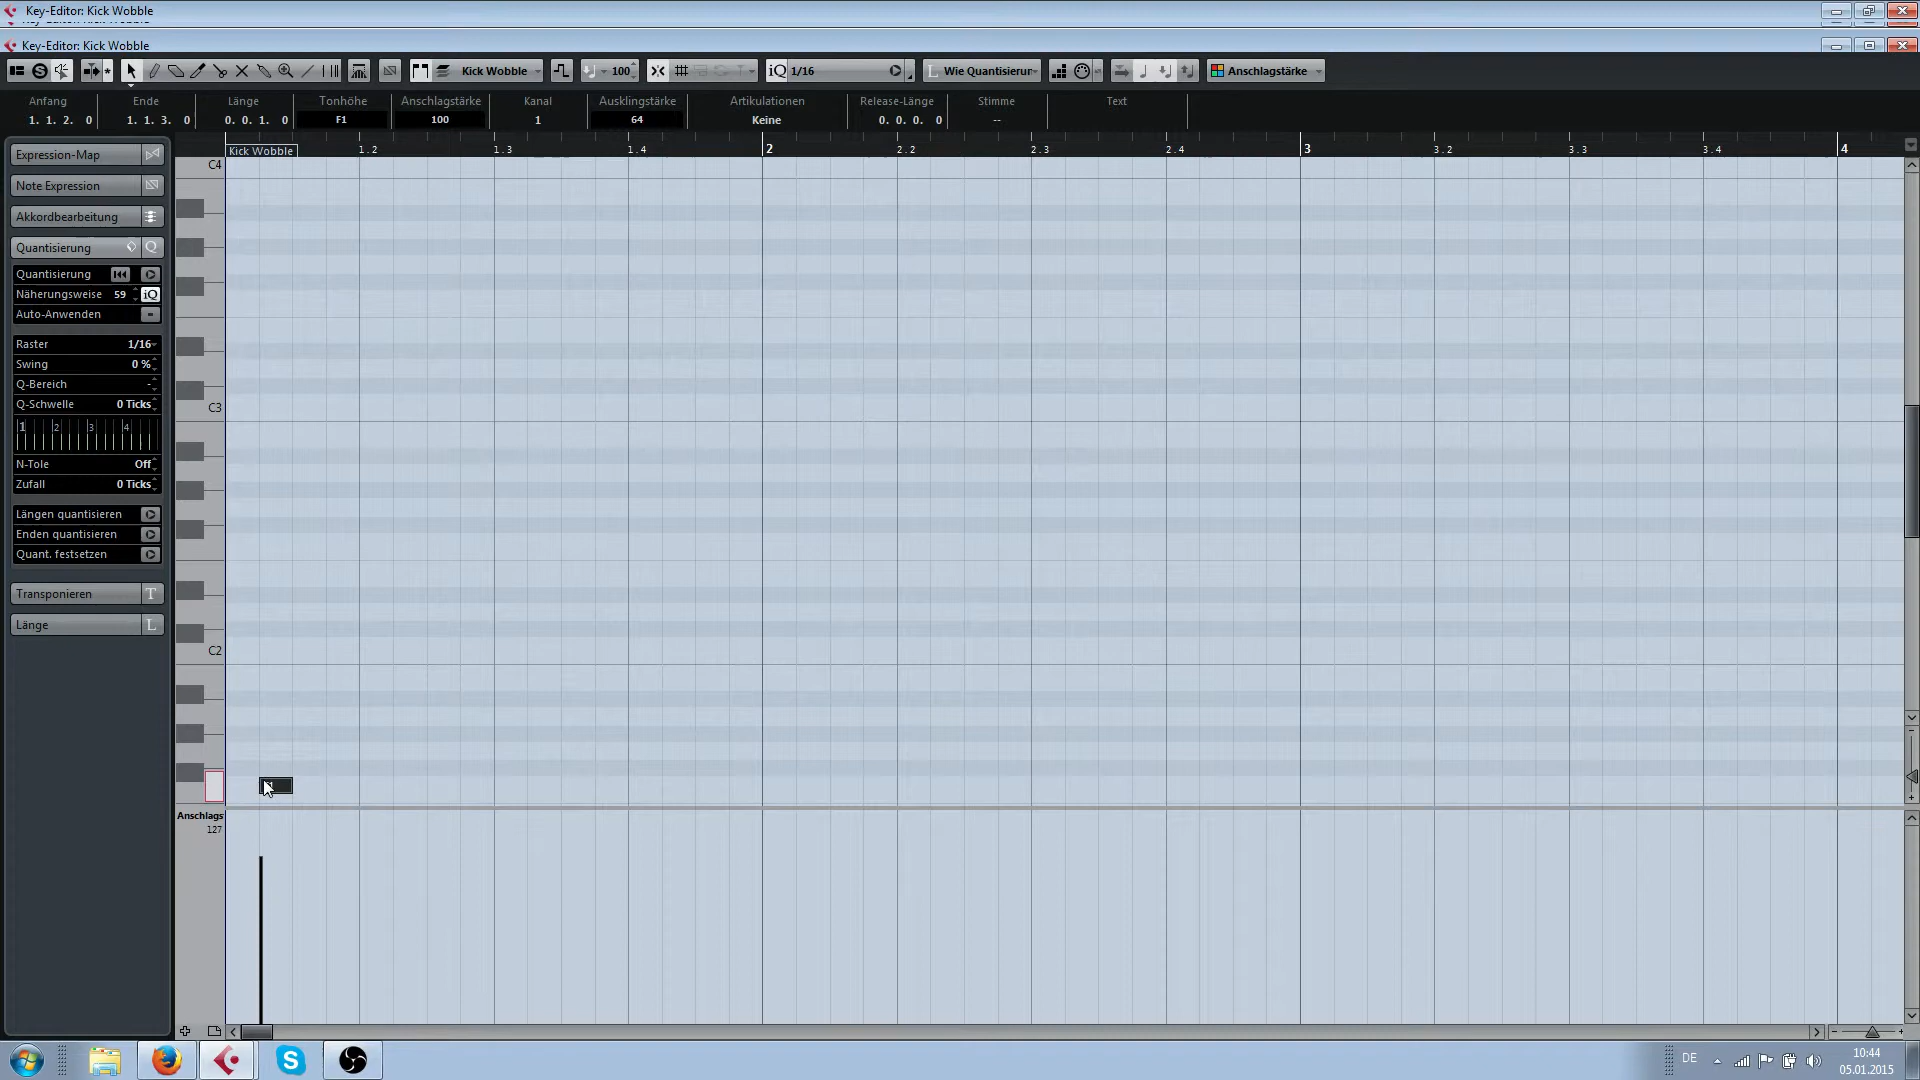 Key-Editor: Kick Wobble
Key-Editor: Kick Wobble
Kick Wobble
100
iQ 1/16
L Wie Quantisierun
Anschlagstärke
Anfang Ende Länge Tonhöhe Anschlagstärke Kanal Ausklingstärke Artikulationen Release-Länge Stimme Text
1. 1. 2. 0 1. 1. 3. 0 0. 0. 1. 0 F1 100 1 64 Keine 0. 0. 0. 0 --
Kick Wobble 1.2 1.3 1.4 2 2.2 2.3 2.4 3 3.2 3.3 3.4 4
Expression-Map
Note Expression
Akkordbearbeitung
Quantisierung Q
Quantisierung
Näherungsweise 59 iQ
Auto-Anwenden
Raster 1/16
Swing 0 %
Q-Bereich -
Q-Schwelle 0 Ticks
1 2 3 4
N-Tole Off
Zufall 0 Ticks
Längen quantisieren
Enden quantisieren
Quant. festsetzen
Transponieren T
Länge L
C4
C3
C2
Anschlags
127
DE
10:44
05.01.2015